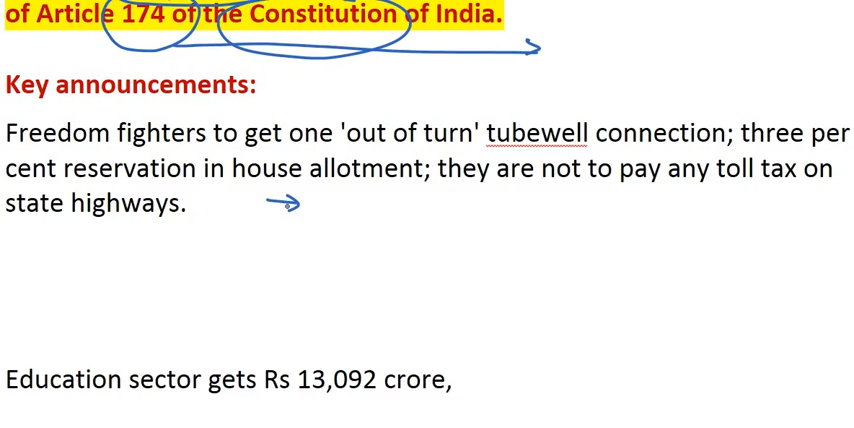 of Article 174 of the Constitution of India.
Key announcements:
Freedom fighters to get one 'out of turn' tubewell connection; three per
cent reservation in house allotment; they are not to pay any toll tax on
state highways.
Education sector gets Rs 13,092 crore,